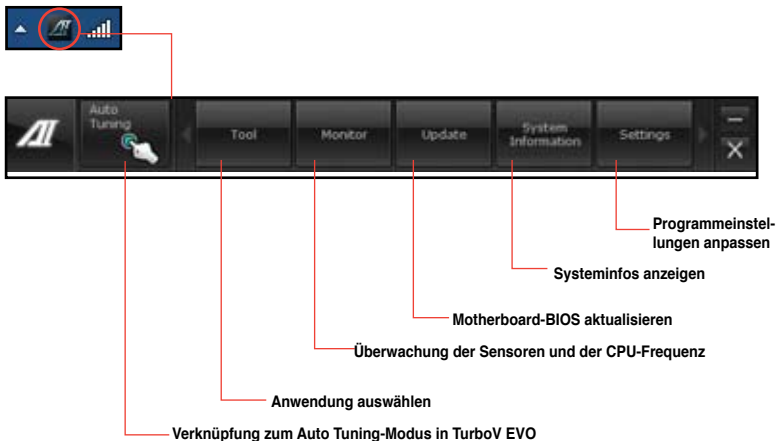 Auto
Tuning
Tool
Monitor
Update
System
Information
Settings
Programmeinstel-
lungen anpassen
Systeminfos anzeigen
Motherboard-BIOS aktualisieren
Überwachung der Sensoren und der CPU-Frequenz
Anwendung auswählen
Verknüpfung zum Auto Tuning-Modus in TurboV EVO